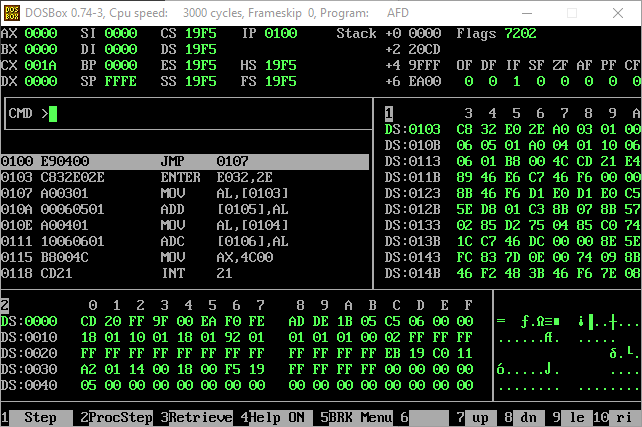 DOSBox 0.74-3, Cpu speed: 3000 cycles, Frameskip 0, Program: AFD
AX 0000 SI 0000 CS 19F5 IP 0100 Stack +0 0000 Flags 7202
BX 0000 DI 0000 DS 19F5 +2 20CD
CX 001A BP 0000 ES 19F5 HS 19F5 +4 9FFF OF DF IF SF ZF AF PF CF
DX 0000 SP FFFE SS 19F5 FS 19F5 +6 EA00 0 0 1 0 0 0 0 0
CMD >
1 3 4 5 6 7 8 9 A
DS:0103 C8 32 E0 2E A0 03 01 00
DS:010B 06 05 01 A0 04 01 10 06
DS:0113 06 01 B8 00 4C CD 21 E4
DS:011B 89 46 E6 C7 46 F6 00 00
DS:0123 8B 46 F6 D1 E0 D1 E0 C5
DS:012B 5E D8 01 C3 8B 07 8B 57
DS:0133 02 85 D2 75 04 85 C0 74
DS:013B 1C C7 46 DC 00 00 8E 5E
DS:0143 FC 83 7D 0E 00 74 09 8B
DS:014B 46 F2 48 3B 46 F6 7E 08
0100 E90400 JMP 0107
0103 C832E02E ENTER E032,2E
0107 A00301 MOV AL,[0103]
010A 00060501 ADD [0105],AL
010E A00401 MOV AL,[0104]
0111 10060601 ADC [0106],AL
0115 B8004C MOV AX,4C00
0118 CD21 INT 21
2 0 1 2 3 4 5 6 7 8 9 A B C D E F
DS:0000 CD 20 FF 9F 00 EA F0 FE AD DE 1B 05 C5 06 00 00 = ƒ.Ω≡■ ¡▐..┼...
DS:0010 18 01 10 01 18 01 92 01 01 01 01 00 02 FF FF FF ......Æ. ....
DS:0020 FF FF FF FF FF FF FF FF FF FF FF FF EB 19 C0 11 δ.└.
DS:0030 A2 01 14 00 18 00 F5 19 FF FF FF FF 00 00 00 00 ó.....⌡. ....
DS:0040 05 00 00 00 00 00 00 00 00 00 00 00 00 00 00 00 ........ ........
1 Step 2 ProcStep 3 Retrieve 4 Help ON 5 BRK Menu 6 7 up 8 dn 9 le 10 ri